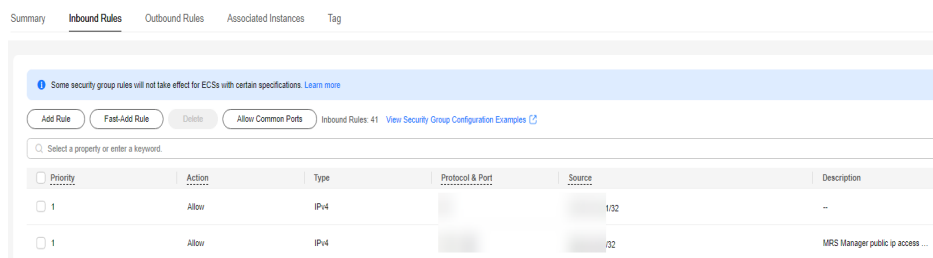 Summary Inbound Rules Outbound Rules Associated Instances Tag
Some security group rules will not take effect for ECSs with certain specifications. Learn more
Add Rule Fast-Add Rule Delete Allow Common Ports Inbound Rules: 41 View Security Group Configuration Examples
Select a property or enter a keyword.
Priority Action Type Protocol & Port Source Description
1 Allow IPv4 1/32 --
1 Allow IPv4 /32 MRS Manager public ip access ...